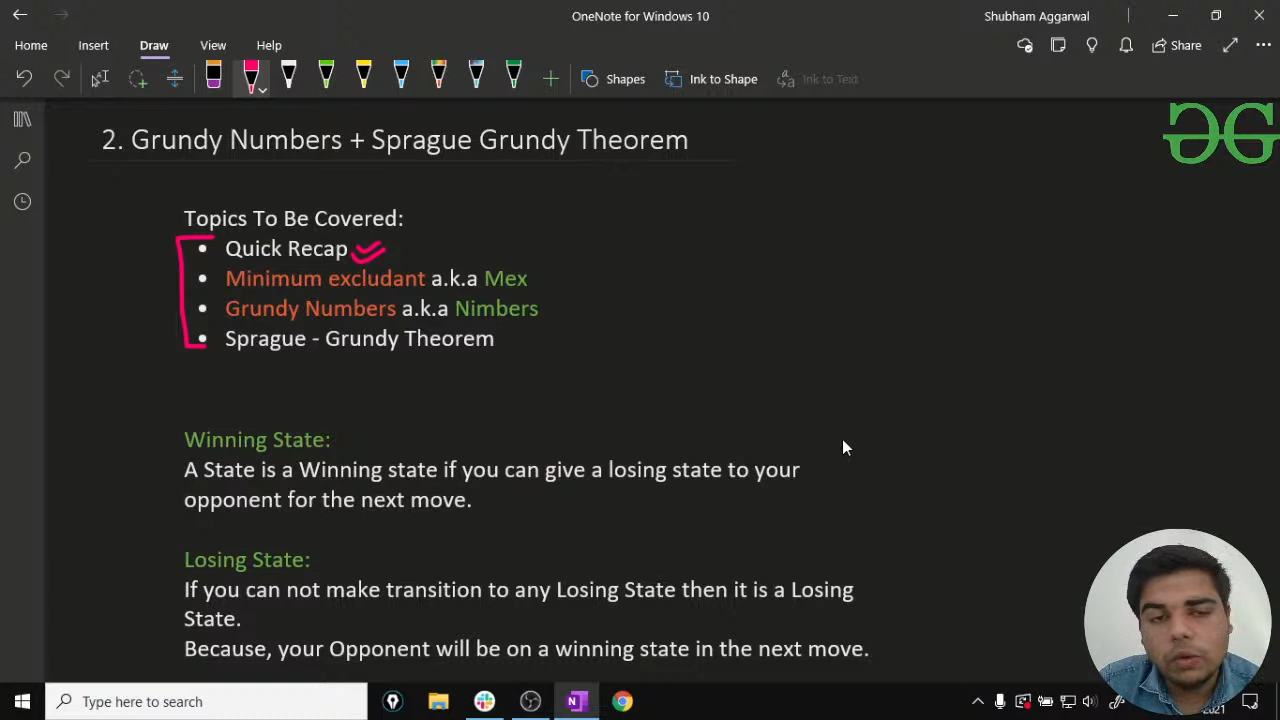 OneNote for Windows 10
Shubham Aggarwal
Home Insert Draw View Help
Share
Shapes
Ink to Shape
Ink to Text
2. Grundy Numbers + Sprague Grundy Theorem
Topics To Be Covered:
• Quick Recap
• Minimum excludant a.k.a Mex
• Grundy Numbers a.k.a Nimbers
• Sprague - Grundy Theorem
Winning State:
A State is a Winning state if you can give a losing state to your
opponent for the next move.
Losing State:
If you can not make transition to any Losing State then it is a Losing
State.
Because, your Opponent will be on a winning state in the next move.
Type here to search
2021